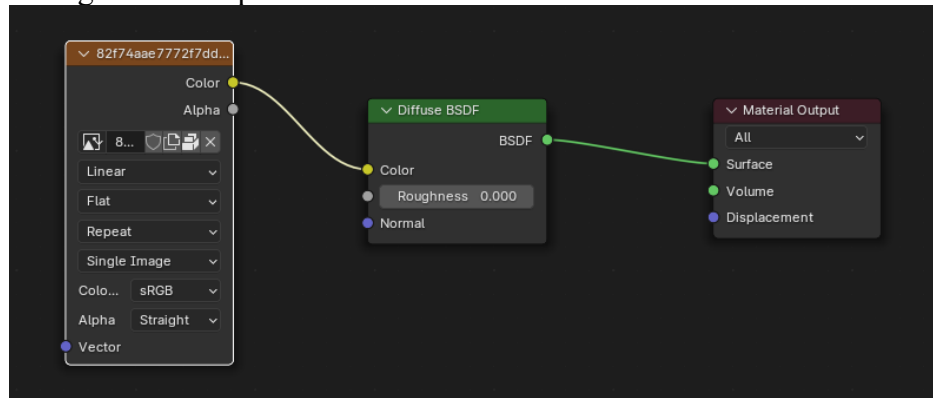 82f74aae7772f7dd...
Color
Alpha
8...
Linear
Flat
Repeat
Single Image
Colo... sRGB
Alpha Straight
Vector
Diffuse BSDF
BSDF
Color
Roughness 0.000
Normal
Material Output
All
Surface
Volume
Displacement